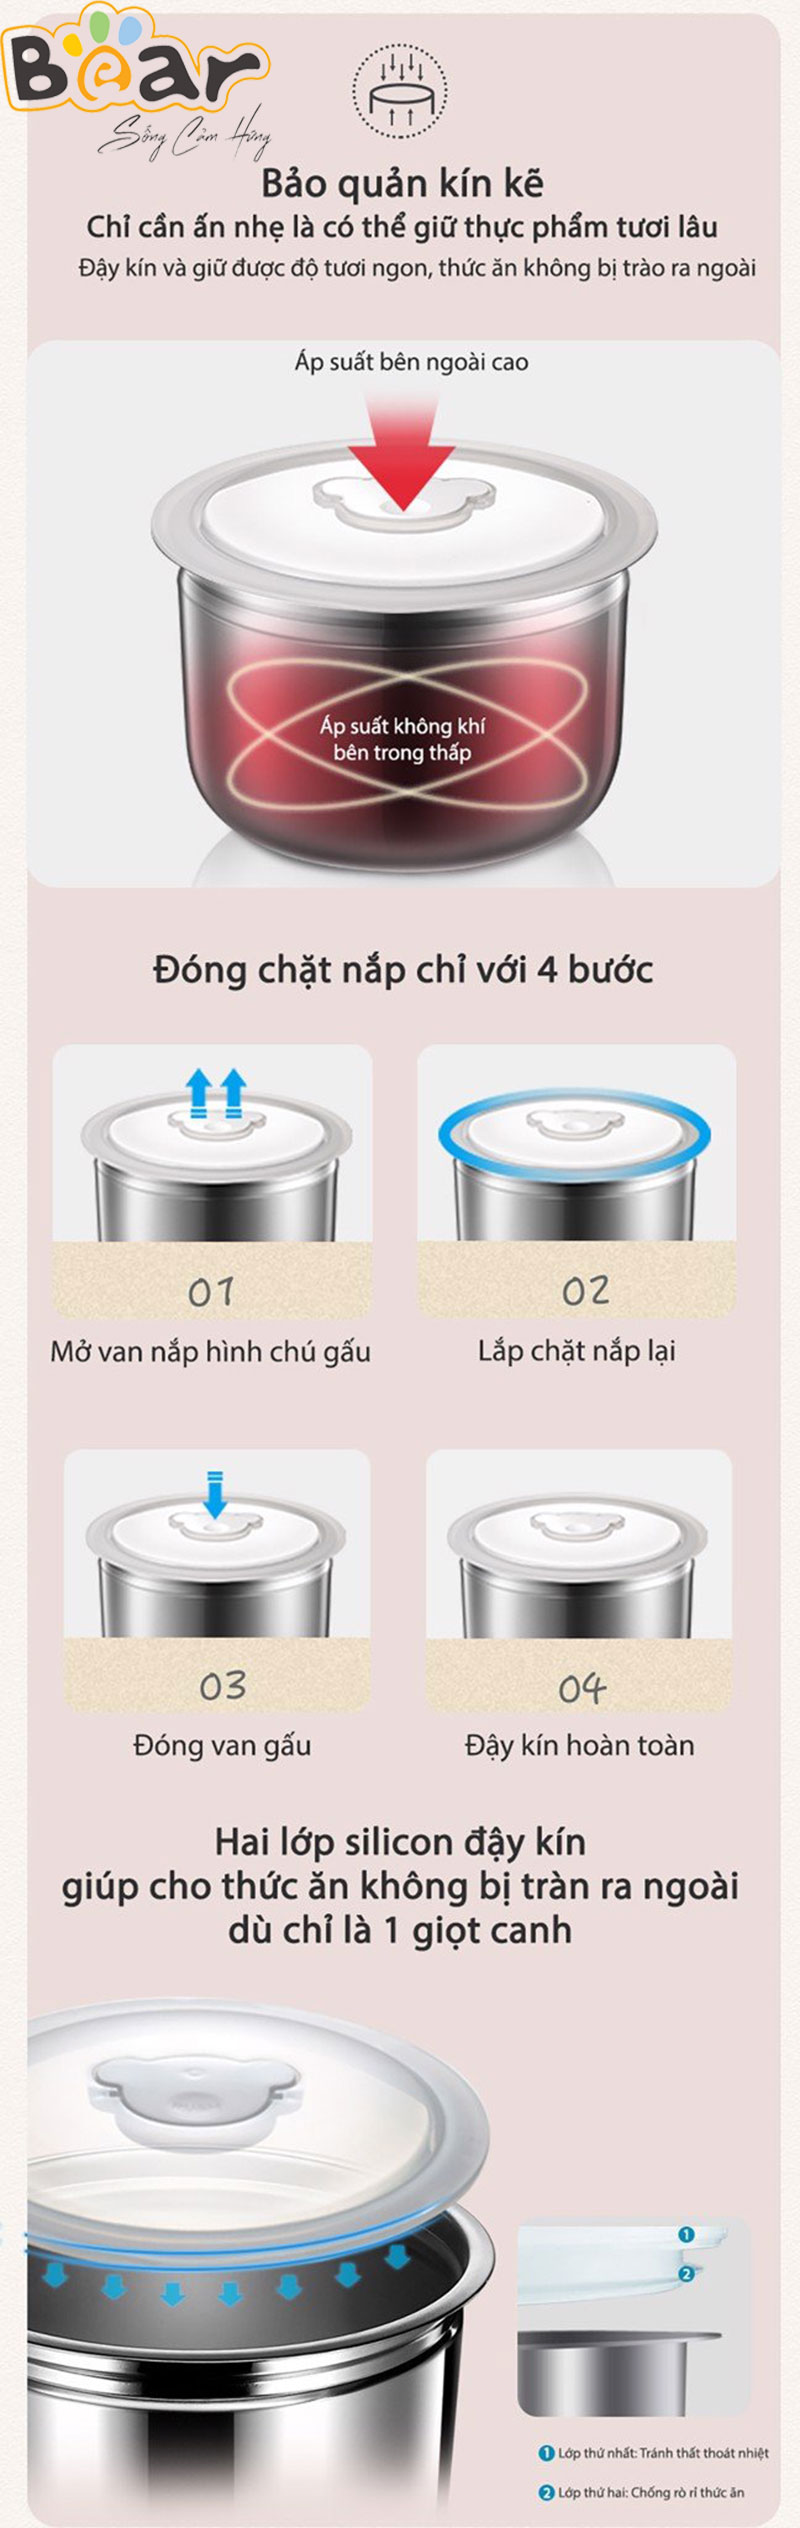 Bear
Sống Cảm Hứng
Bảo quản kín kẽ
Chỉ cần ấn nhẹ là có thể giữ thực phẩm tươi lâu
Đậy kín và giữ được độ tươi ngon, thức ăn không bị trào ra ngoài
Áp suất bên ngoài cao
Áp suất không khí
bên trong thấp
Đóng chặt nắp chỉ với 4 bước
01
02
Mở van nắp hình chú gấu
Lắp chặt nắp lại
03
04
Đóng van gấu
Đậy kín hoàn toàn
Hai lớp silicon đậy kín
giúp cho thức ăn không bị tràn ra ngoài
dù chỉ là 1 giọt canh
1
2
1 Lớp thứ nhất: Tránh thất thoát nhiệt
2 Lớp thứ hai: Chống rò rỉ thức ăn